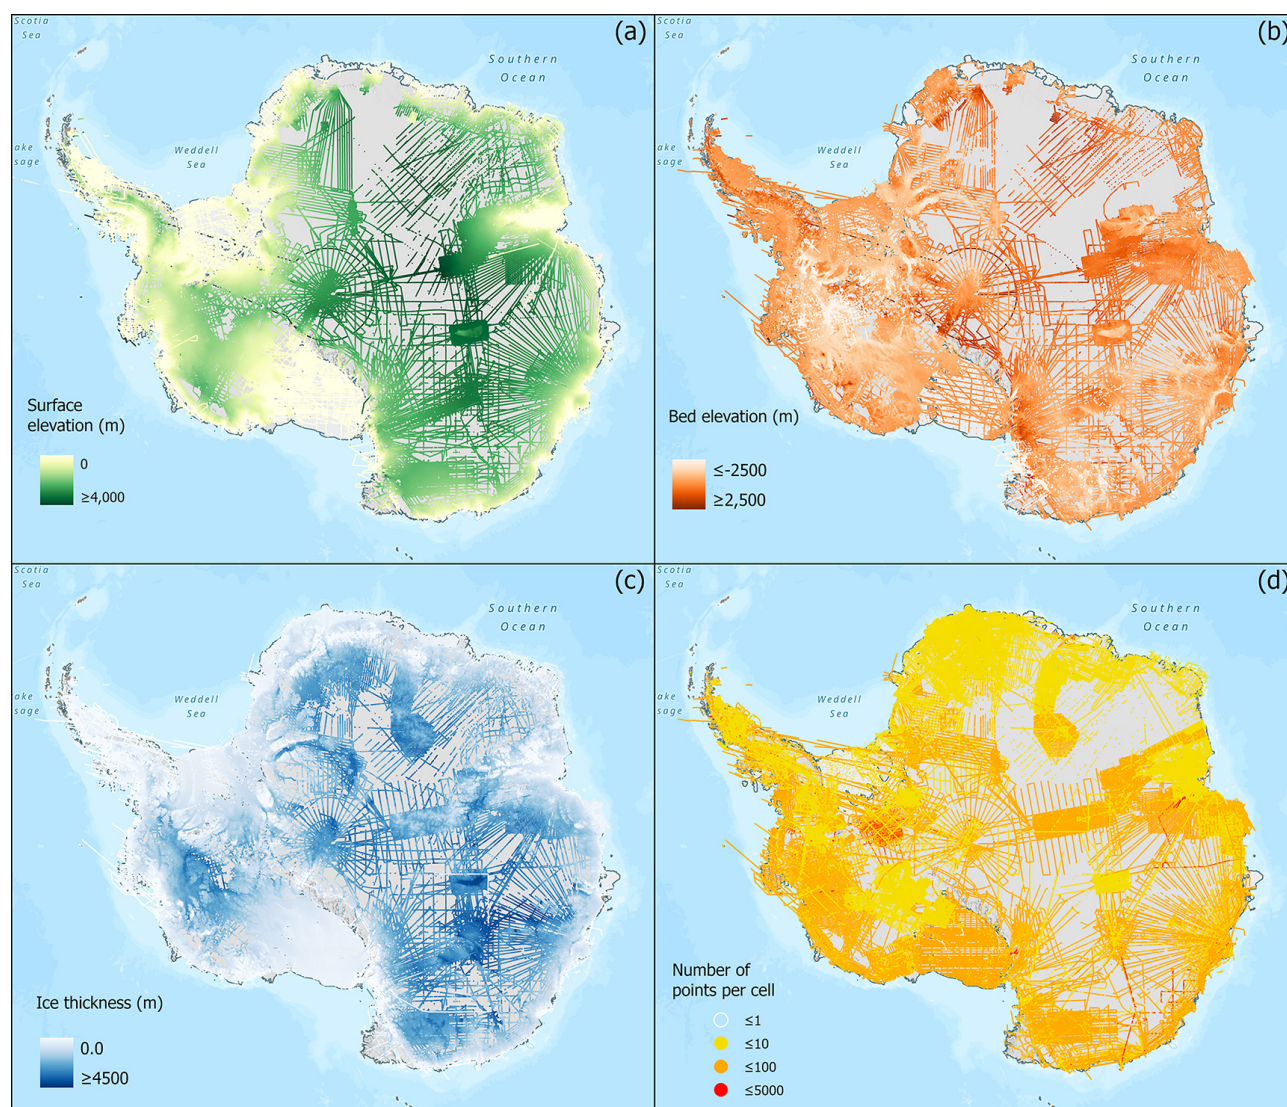 Scotia
Sea
(a)
Southern
Ocean
ake
sage
Weddell
Sea
Surface
elevation (m)
0
≥4,000
Scotia
Sea
(b)
Southern
Ocean
ake
sage
Weddell
Sea
Bed elevation (m)
≤-2500
≥2,500
Scotia
Sea
(c)
Southern
Ocean
ake
sage
Weddell
Sea
Ice thickness (m)
0.0
≥4500
Scotia
Sea
(d)
Southern
Ocean
ake
sage
Weddell
Sea
Number of
points per cell
≤1
≤10
≤100
≤5000